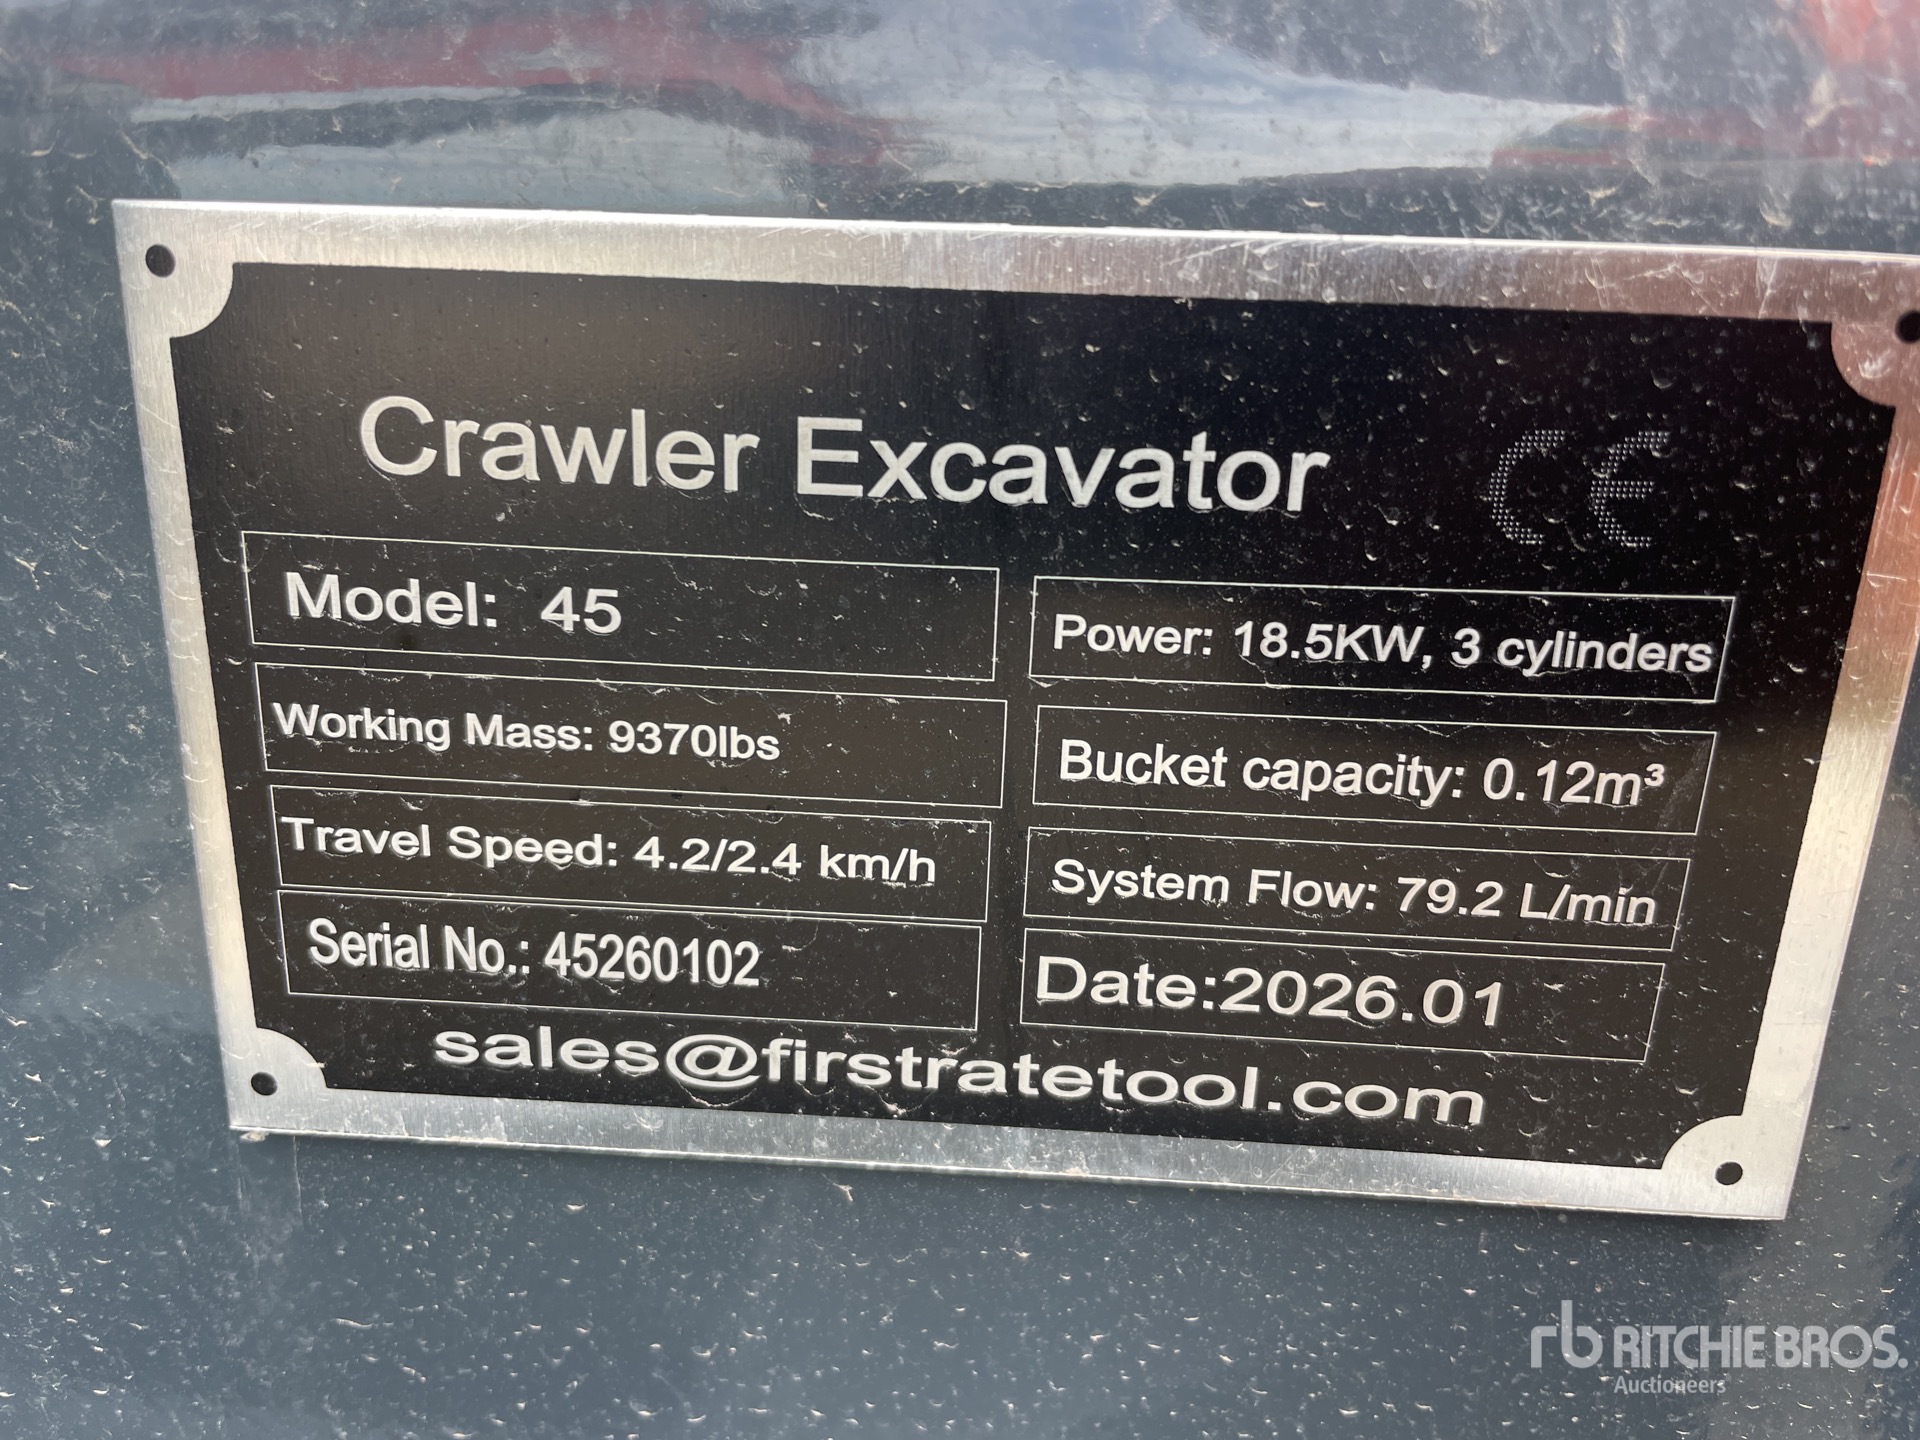 Crawler Excavator CE
Model: 45
Power: 18.5KW, 3 cylinders
Working Mass: 9370lbs
Bucket capacity: 0.12m³
Travel Speed: 4.2/2.4 km/h
System Flow: 79.2 L/min
Serial No.: 45260102
Date:2026.01
sales@firstratetool.com
rb RITCHIE BROS.
Auctioneers